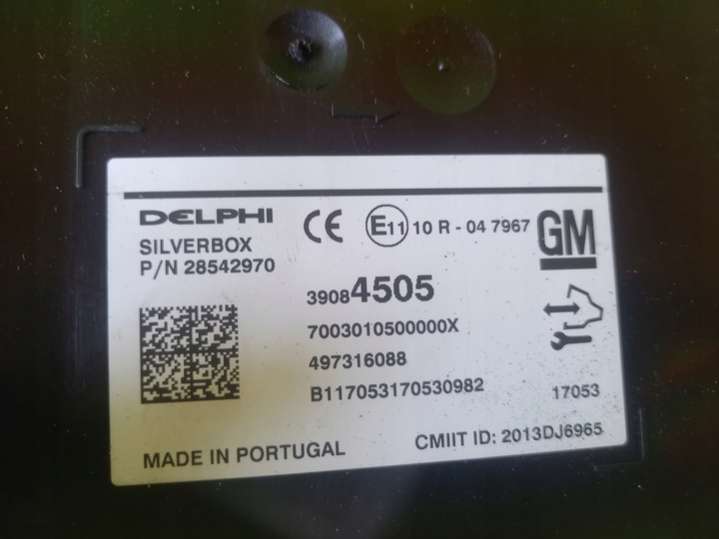 DELPHI
CE E11 10 R - 04 7967
GM
SILVERBOX
P/N 28542970
39084505
7003010500000X
497316088
B117053170530982
17053
MADE IN PORTUGAL
CMIIT ID: 2013DJ6965